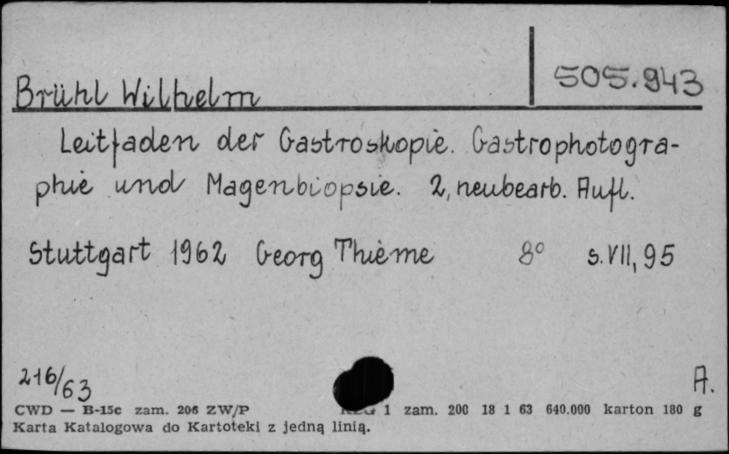 505.943
Brühl Wilhelm
Leitfaden der Gastroskopie. Gastrophotogra-
phie und Magenbiopsie. 2, neubearb. Aufl.
Stuttgart 1962 Georg Thieme 8° s. VII, 95
216/63
A.
CWD — B-15c zam. 206 ZW/P 1 zam. 200 18 1 63 640.000 karton 180 g
Karta Katalogowa do Kartoteki z jedną linią.